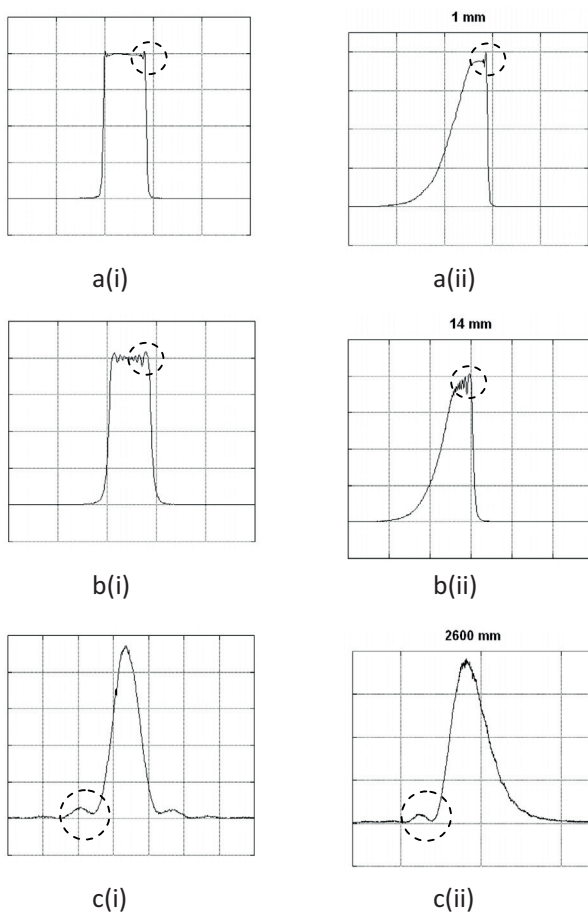 1 mm
a(i) a(ii)
14 mm
b(i) b(ii)
2600 mm
c(i) c(ii)